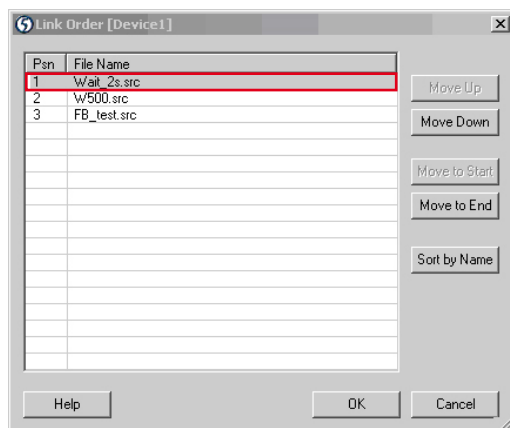 Link Order [Device1]
Psn File Name
1 Wait_2s.src
2 W500.src
3 FB_test.src
Move Up
Move Down
Move to Start
Move to End
Sort by Name
Help OK Cancel